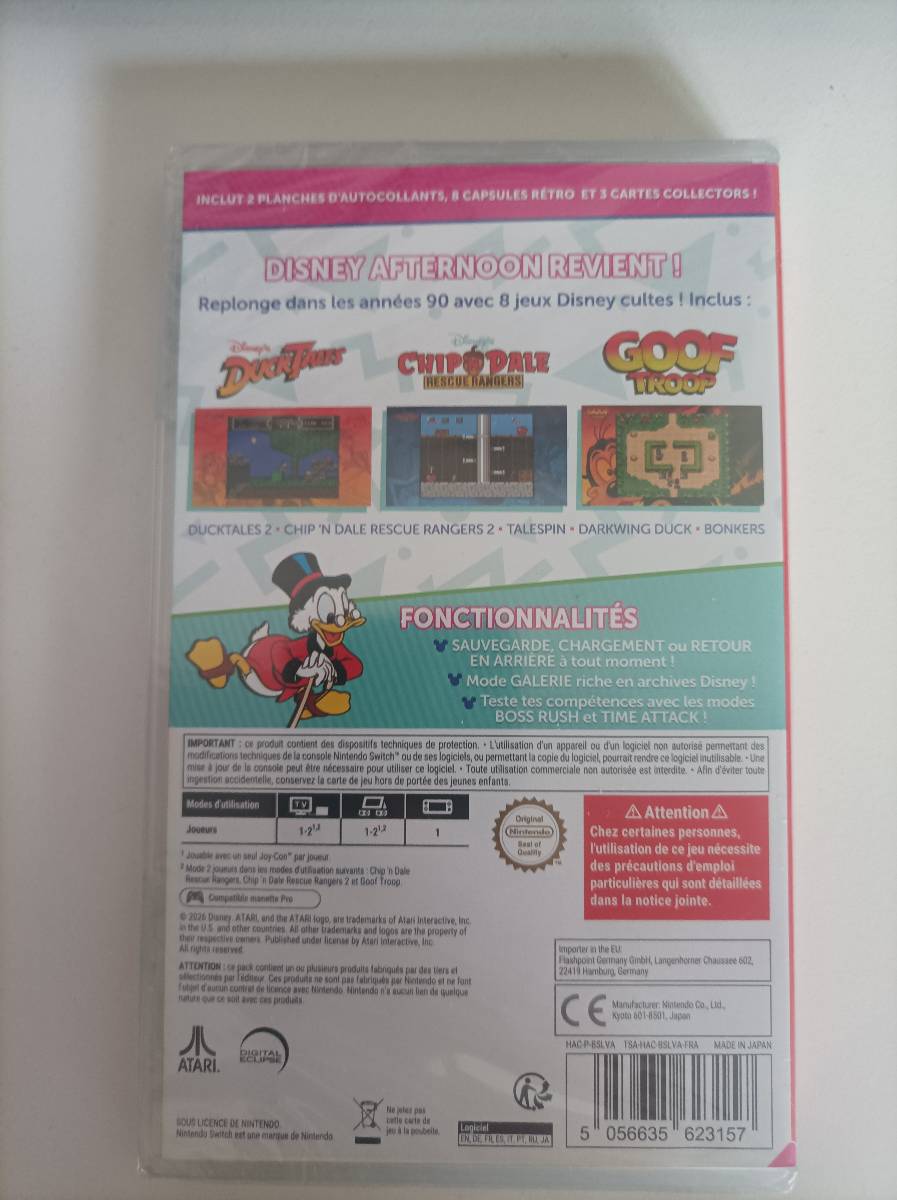 INCLUT 2 PLANCHES D'AUTOCOLLANTS, 8 CAPSULES RÉTRO ET 3 CARTES COLLECTORS !
DISNEY AFTERNOON REVIENT !
Replonge dans les années 90 avec 8 jeux Disney cultes ! Inclus :
Disney's
DUCKTALES
Disney's
CHIP DALE
RESCUE RANGERS
GOOF
TROOP
DUCKTALES 2 • CHIP 'N DALE RESCUE RANGERS 2 • TALESPIN • DARKWING DUCK • BONKERS
FONCTIONNALITÉS
SAUVEGARDE, CHARGEMENT ou RETOUR
EN ARRIÈRE à tout moment !
Mode GALERIE riche en archives Disney !
Teste tes compétences avec les modes
BOSS RUSH et TIME ATTACK !
IMPORTANT : ce produit contient des dispositifs techniques de protection. • L'utilisation d'un appareil ou d'un logiciel non autorisé permettant des
modifications techniques de la console Nintendo Switch™ ou de ses logiciels, ou permettant la copie du logiciel, pourrait rendre ce logiciel inutilisable. • Une
mise à jour de la console peut être nécessaire pour utiliser ce logiciel. • Toute utilisation commerciale non autorisée est interdite. • Afin d'éviter toute
ingestion accidentelle, conservez la carte de jeu hors de portée des jeunes enfants.
Modes d'utilisation
TV
Joueurs
1-2¹,²
1-2¹,²
1
¹ Jouable avec un seul Joy-Con™ par joueur.
² Mode 2 joueurs dans les modes d'utilisation suivants : Chip 'n Dale
Rescue Rangers, Chip 'n Dale Rescue Rangers 2 et Goof Troop.
Compatible manette Pro
Original
Nintendo
Seal of
Quality
TM
Attention
Chez certaines personnes,
l'utilisation de ce jeu nécessite
des précautions d'emploi
particulières qui sont détaillées
dans la notice jointe.
© 2026 Disney. ATARI, and the ATARI logo, are trademarks of Atari Interactive, Inc.
in the U.S. and other countries. All other trademarks and logos are the property of
their respective owners. Published under license by Atari Interactive, Inc.
All rights reserved.
ATTENTION : ce pack contient un ou plusieurs produits fabriqués par des tiers et
sélectionnés par l'éditeur. Ces produits ne sont pas fabriqués par Nintendo et ne font
l'objet d'aucun contrat de licence avec Nintendo. Nintendo n'a aucun lien de quelque
nature que ce soit avec ces produits.
Importer in the EU:
Flashpoint Germany GmbH, Langenhorner Chaussee 602,
22419 Hamburg, Germany
CE
Manufacturer: Nintendo Co., Ltd.,
Kyoto 601-8501, Japan
HAC-P-BSLVA TSA-HAC-BSLVA-FRA MADE IN JAPAN
ATARI.
DIGITAL
ECLIPSE
SOUS LICENCE DE NINTENDO.
Nintendo Switch est une marque de Nintendo.
Ne jetez pas
cette carte de
jeu à la poubelle.
Logiciel
EN, DE, FR, ES, IT, PT, RU, JA
5 056635 623157